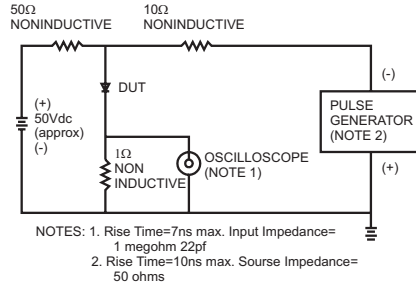 50Ω
NONINDUCTIVE
10Ω
NONINDUCTIVE
(+)
50Vdc
(approx)
(-)
DUT
1Ω
NON
INDUCTIVE
OSCILLOSCOPE
(NOTE 1)
(-)
PULSE
GENERATOR
(NOTE 2)
(+)
NOTES: 1. Rise Time=7ns max. Input Impedance=
1 megohm 22pf
2. Rise Time=10ns max. Sourse Impedance=
50 ohms